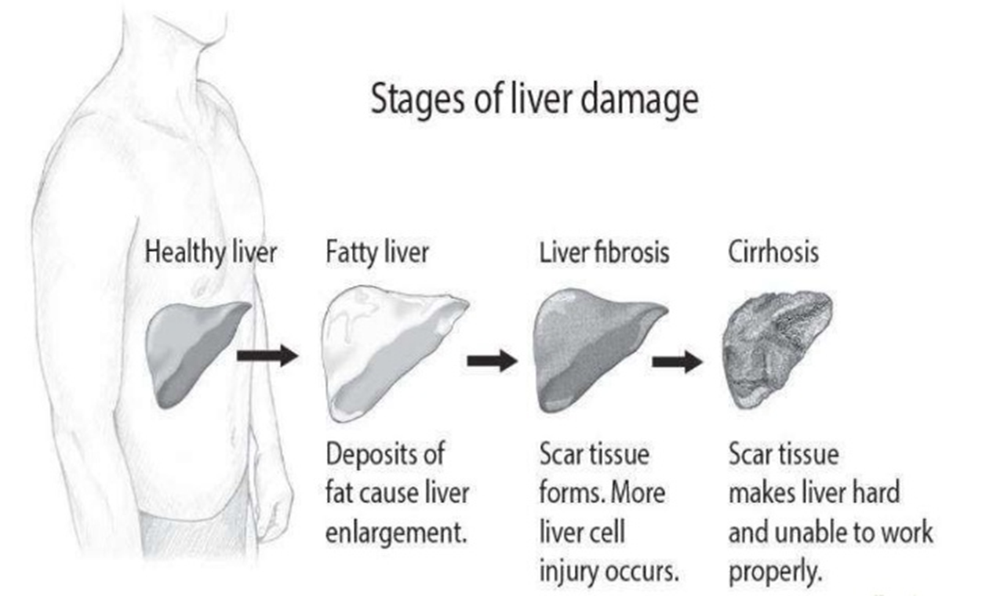 Stages of liver damage
Healthy liver
Fatty liver
Liver fibrosis
Cirrhosis
Deposits of
fat cause liver
enlargement.
Scar tissue
forms. More
liver cell
injury occurs.
Scar tissue
makes liver hard
and unable to work
properly.